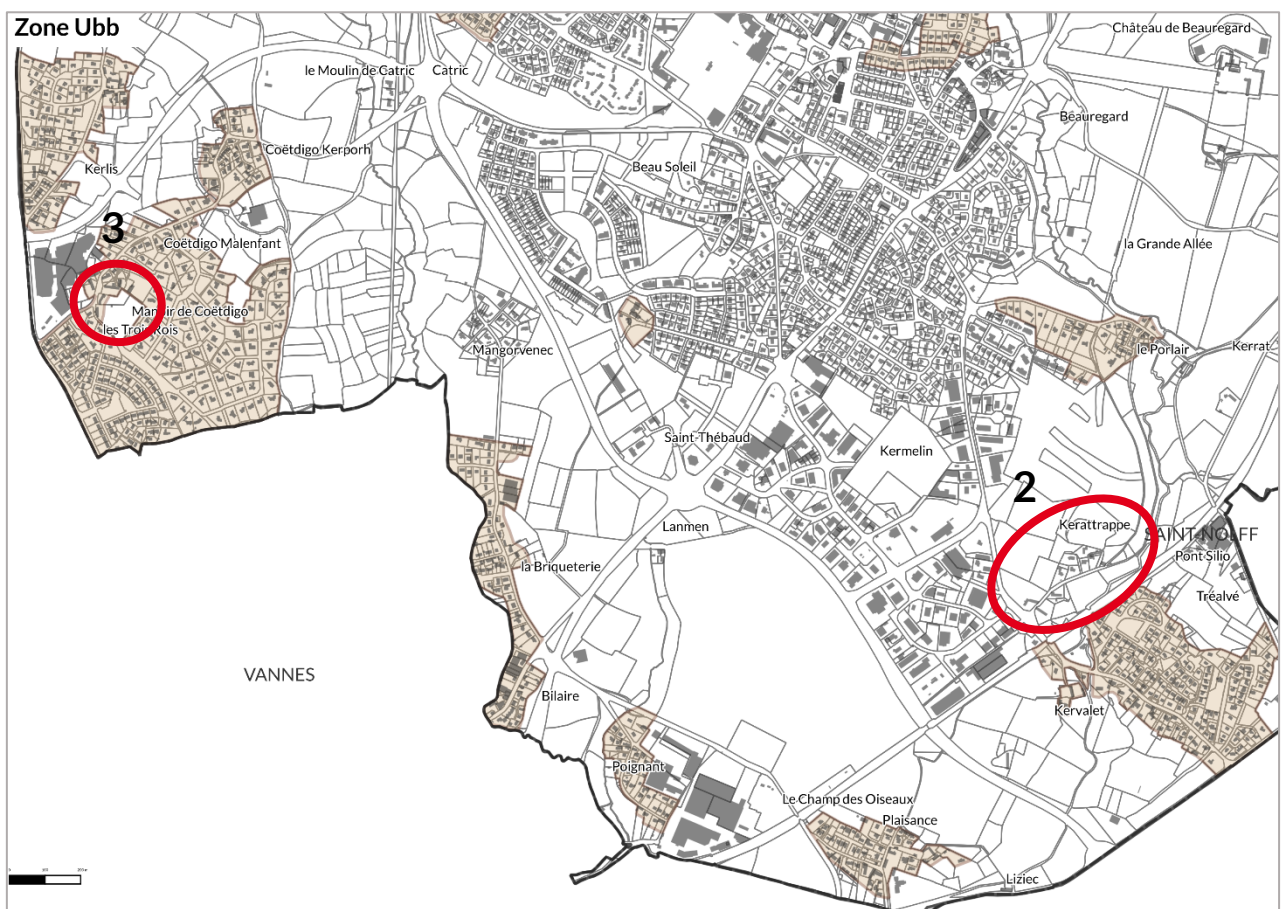 Zone Ubb
Château de Beauregard
le Moulin de Catric
Catric
Beauregard
Coëtdigo Kerporh
Beau Soleil
Kerlis
3
Coëtdigo Malenfant
la Grande Allée
Manoir de Coëtdigo
les Trois Rois
Mangorvenec
le Porlair
Kerrat
Saint-Thébaud
Kermelin
2
Lanmen
Kerattrappe
SAINT-NOLFF
Pont Silio
la Briqueterie
Tréalvé
VANNES
Bilaire
Kervalet
Poignant
Le Champ des Oiseaux
Plaisance
Liziec